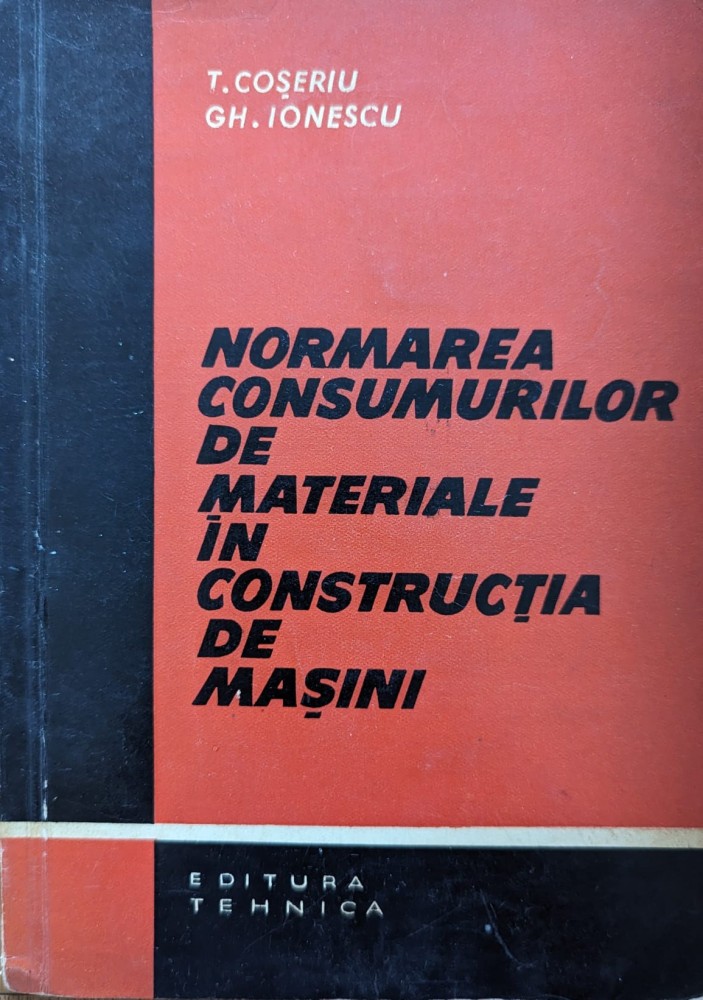 T. COȘERIU
GH. IONESCU
NORMAREA
CONSUMURILOR
DE
MATERIALE
ÎN
CONSTRUCȚIA
DE
MAȘINI
EDITURA
TEHNICA